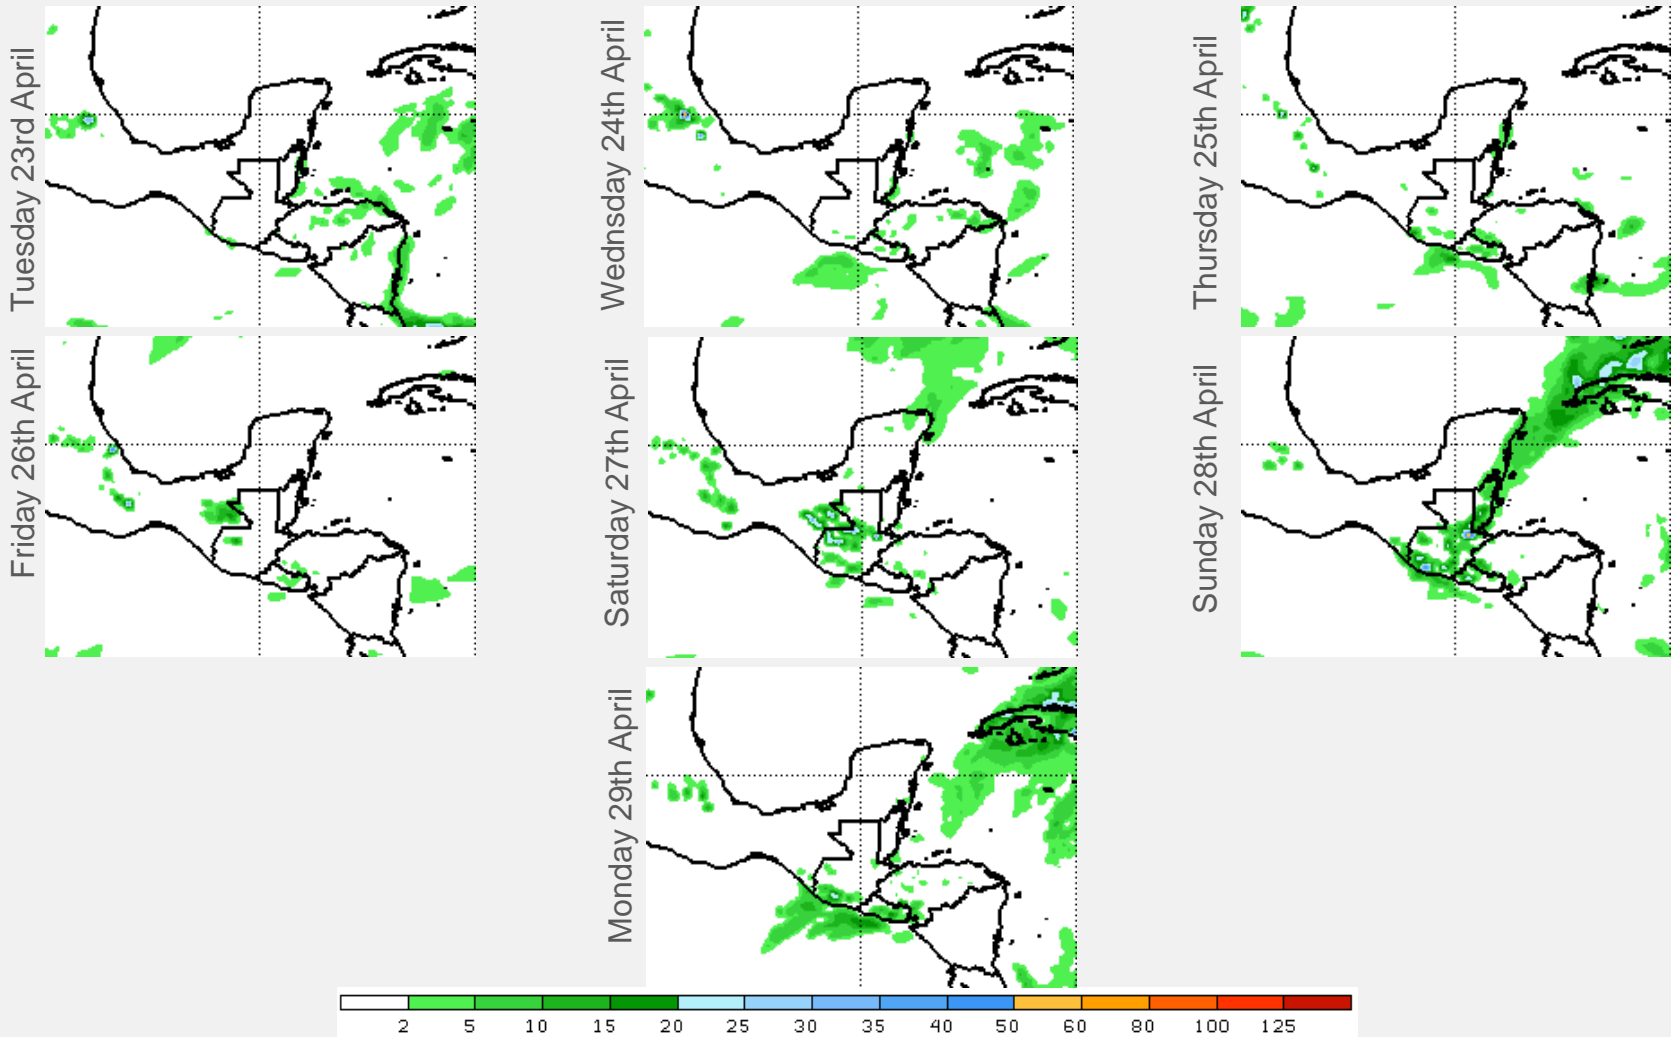 Tuesday 23rd April
Wednesday 24th April
Thursday 25th April
Friday 26th April
Saturday 27th April
Sunday 28th April
Monday 29th April
2 5 10 15 20 25 30 35 40 50 60 80 100 125